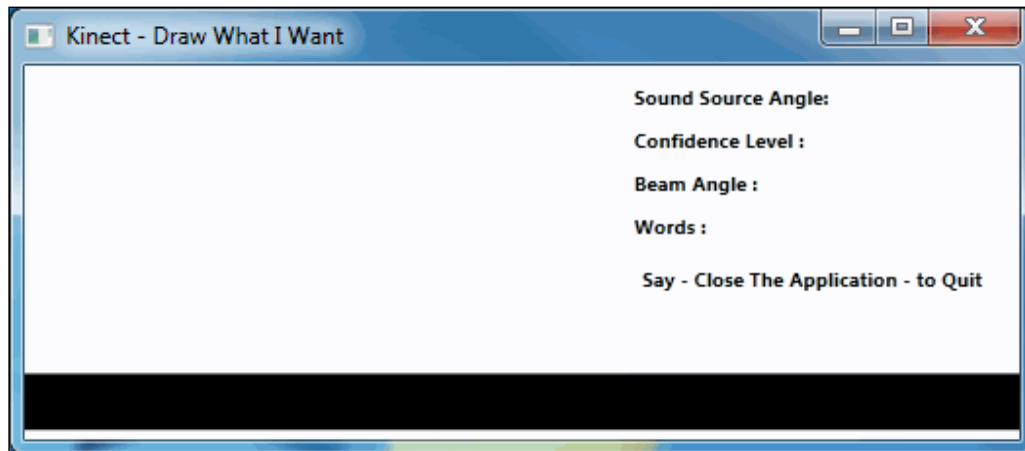 Kinect - Draw What I Want
Sound Source Angle:
Confidence Level :
Beam Angle :
Words :
Say - Close The Application - to Quit